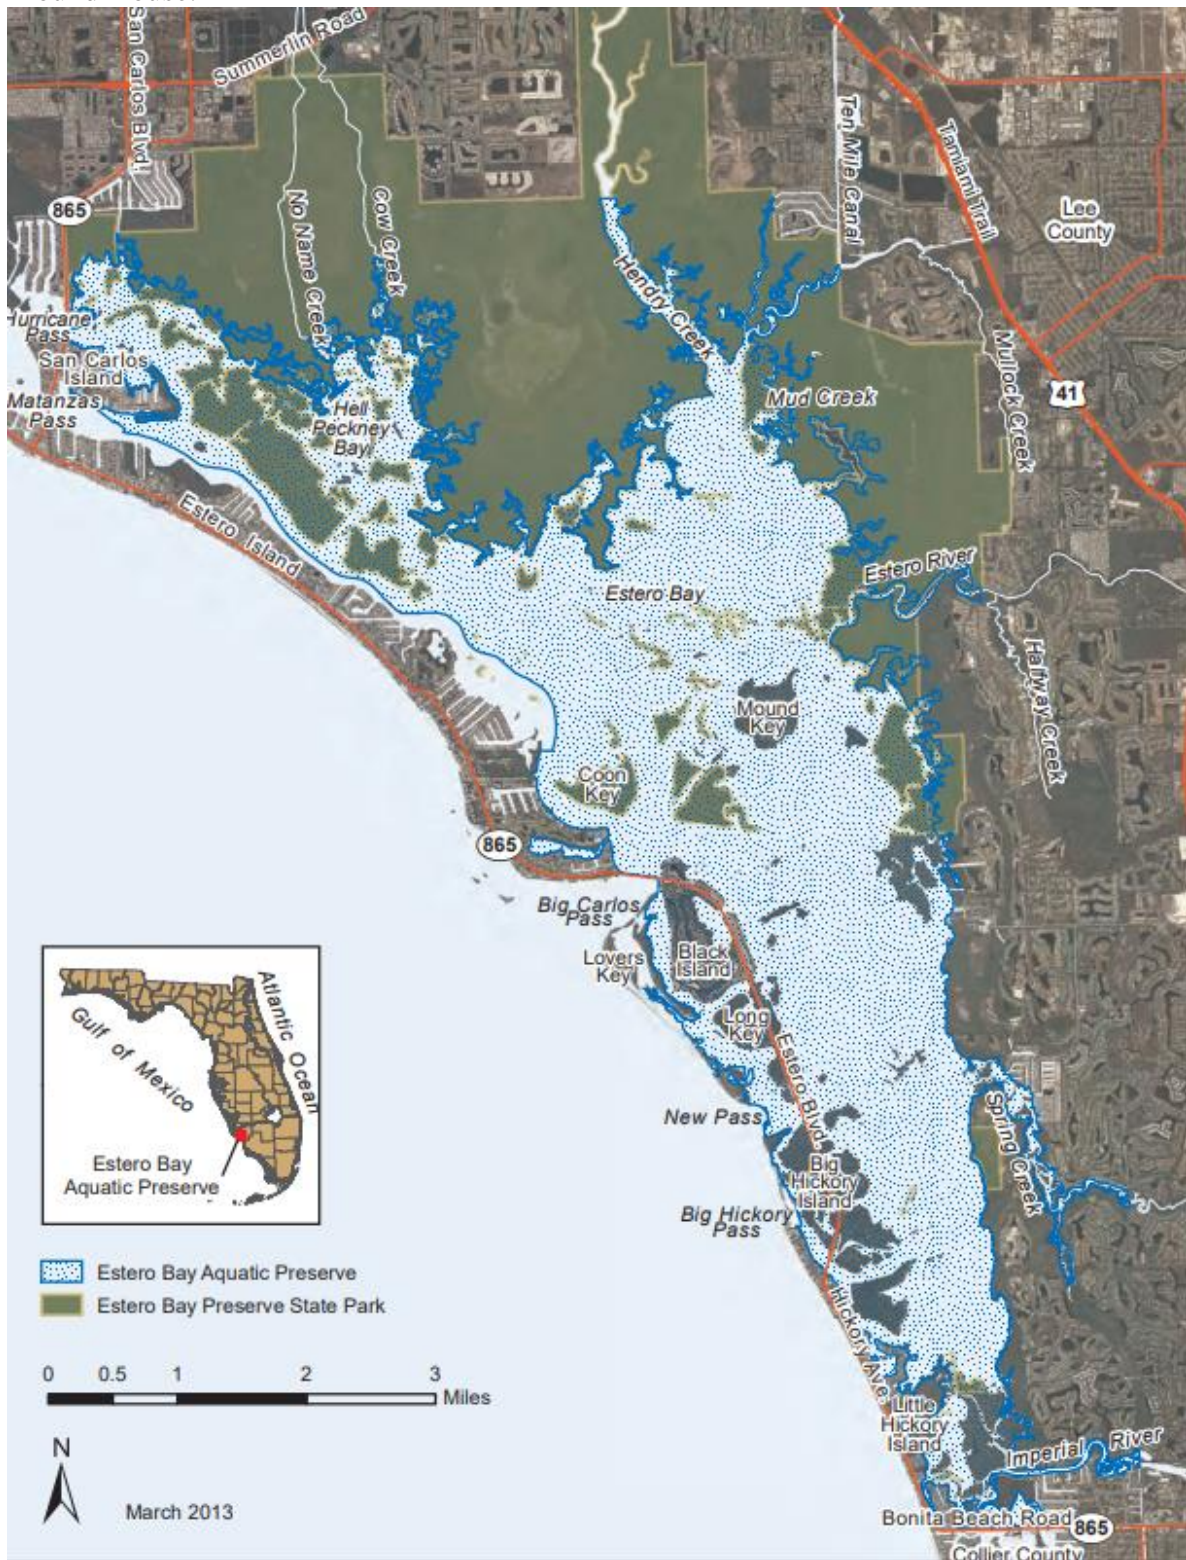 San Carlos Blvd.
Summerlin Road
Ten Mile Canal
Tamiami Trail
Lee
County
865
No Name Creek
Cow Creek
Hendry Creek
Hurricane
Pass
San Carlos
Island
Matanzas
Pass
Hell
Peckney
Bay
Mud Creek
Mullock Creek
41
Estero Island
Estero River
Estero Bay
Halfway Creek
Mound
Key
Coon
Key
865
Big Carlos
Pass
Lovers
Key
Black
Island
Long
Key
Estero Blvd.
New Pass
Spring Creek
Big
Hickory
Island
Big Hickory
Pass
Hickory Ave.
Little
Hickory
Island
Imperial River
Bonita Beach Road
865
Collier County
Atlantic Ocean
Gulf of Mexico
Estero Bay
Aquatic Preserve
Estero Bay Aquatic Preserve
Estero Bay Preserve State Park
0 0.5 1 2 3
Miles
N
March 2013